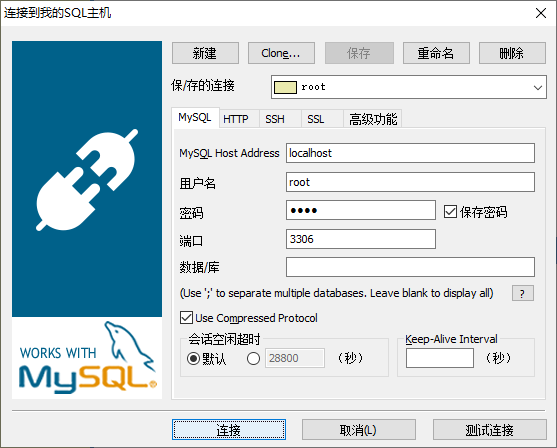 连接到我的SQL主机
新建 Clone... 保存 重命名 删除
保/存的连接 root
MySQL HTTP SSH SSL 高级功能
MySQL Host Address localhost
用户名 root
密码 ●●●● 保存密码
端口 3306
数据/库
(Use ';' to separate multiple databases. Leave blank to display all) ?
Use Compressed Protocol
会话空闲超时 Keep-Alive Interval
默认 28800 (秒) (秒)
WORKS WITH
MySQL®
连接 取消(L) 测试连接